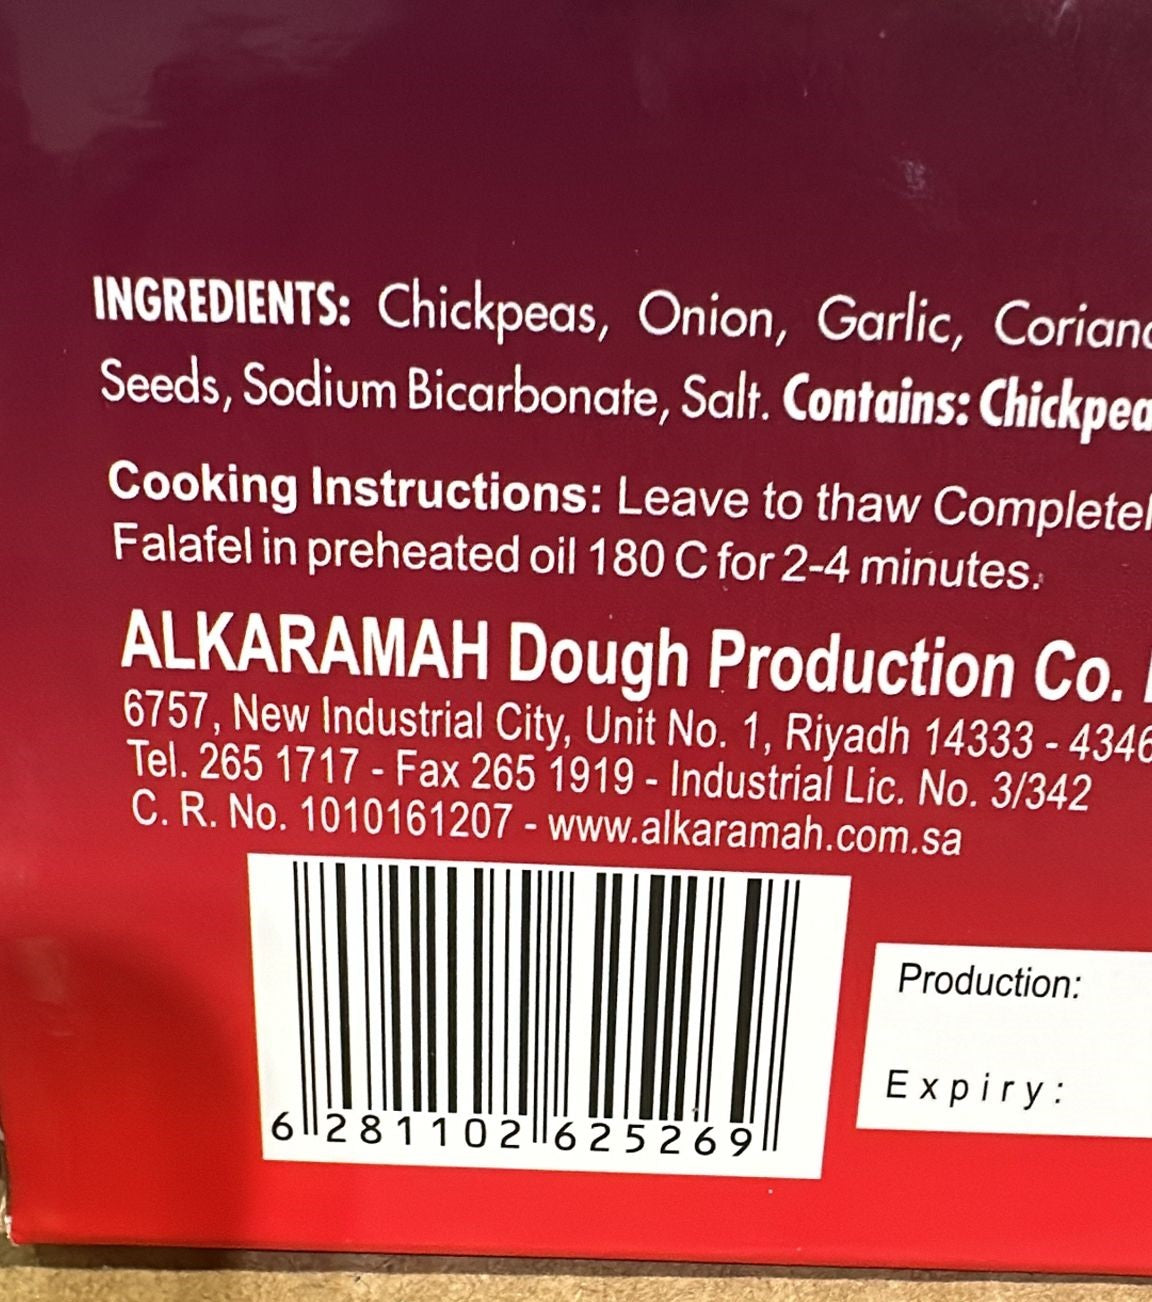 INGREDIENTS: Chickpeas, Onion, Garlic,
Seeds, Sodium Bicarbonate, Salt. Contains:
Cooking Instructions: Leave to thaw
Falafel in preheated oil 180 C for 2-4 minutes.
ALKARAMAH Dough Production Co.
6757, New Industrial City, Unit No. 1, Riyadh 14333 - 4346
Tel. 265 1717 - Fax 265 1919 - Industrial Lic. No. 3/342
C. R. No. 1010161207 - www.alkaramah.com.sa
Production:
Expiry:
6 281102 625269